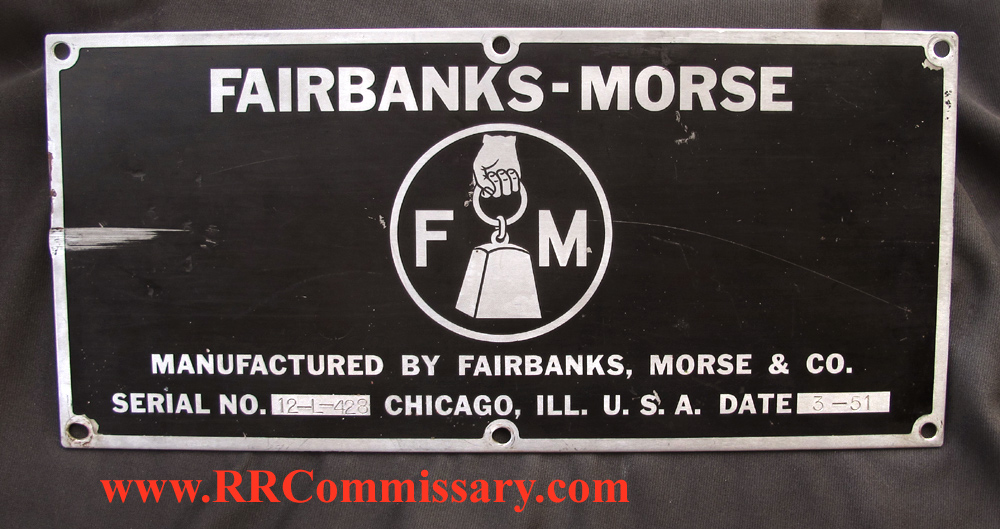 FAIRBANKS-MORSE
F M
MANUFACTURED BY FAIRBANKS, MORSE & CO.
SERIAL NO. 12-L-428 CHICAGO, ILL. U. S. A. DATE 3-51
www.RRCommissary.com